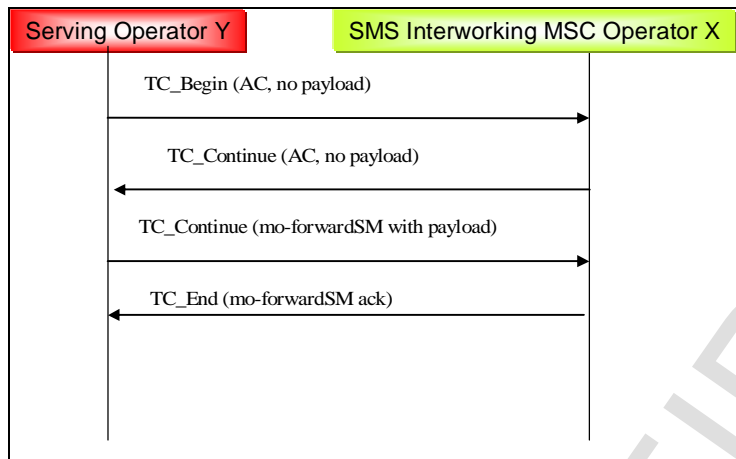 Serving Operator Y
SMS Interworking MSC Operator X
TC_Begin (AC, no payload)
TC_Continue (AC, no payload)
TC_Continue (mo-forwardSM with payload)
TC_End (mo-forwardSM ack)